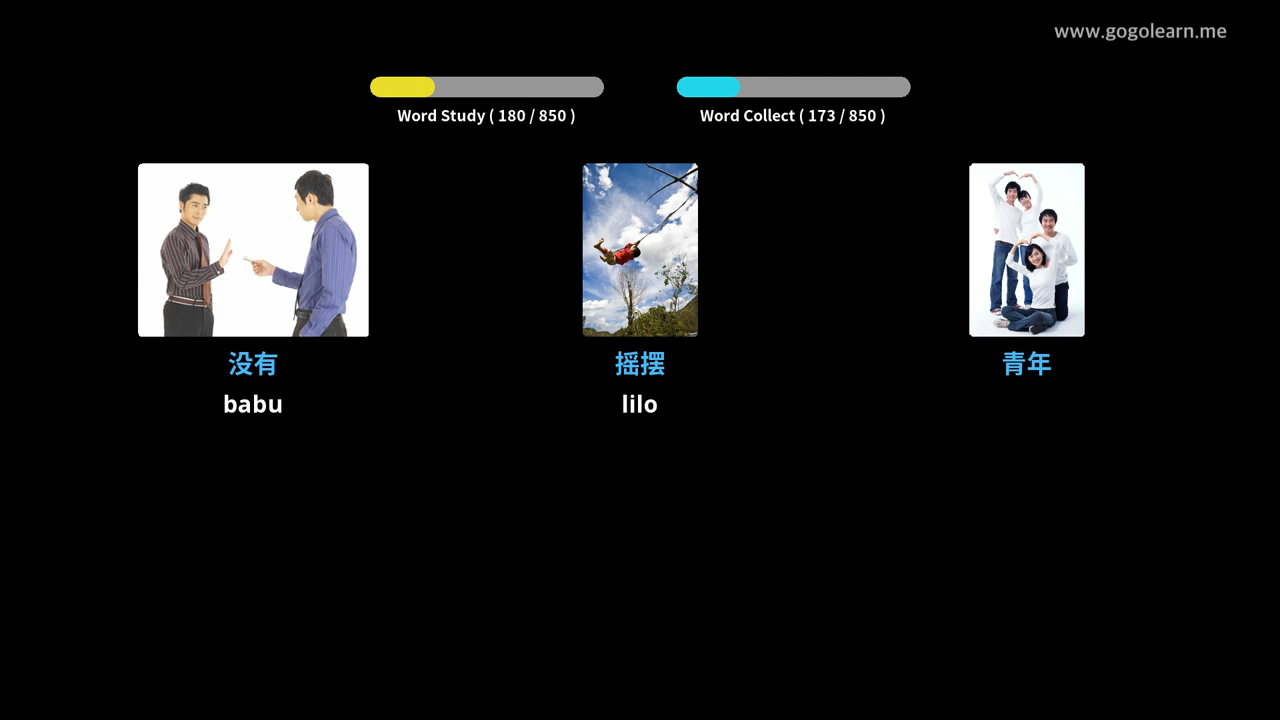 www.gogolearn.me
Word Study ( 180 / 850 )
Word Collect ( 173 / 850 )
没有
摇摆
青年
babu
lilo